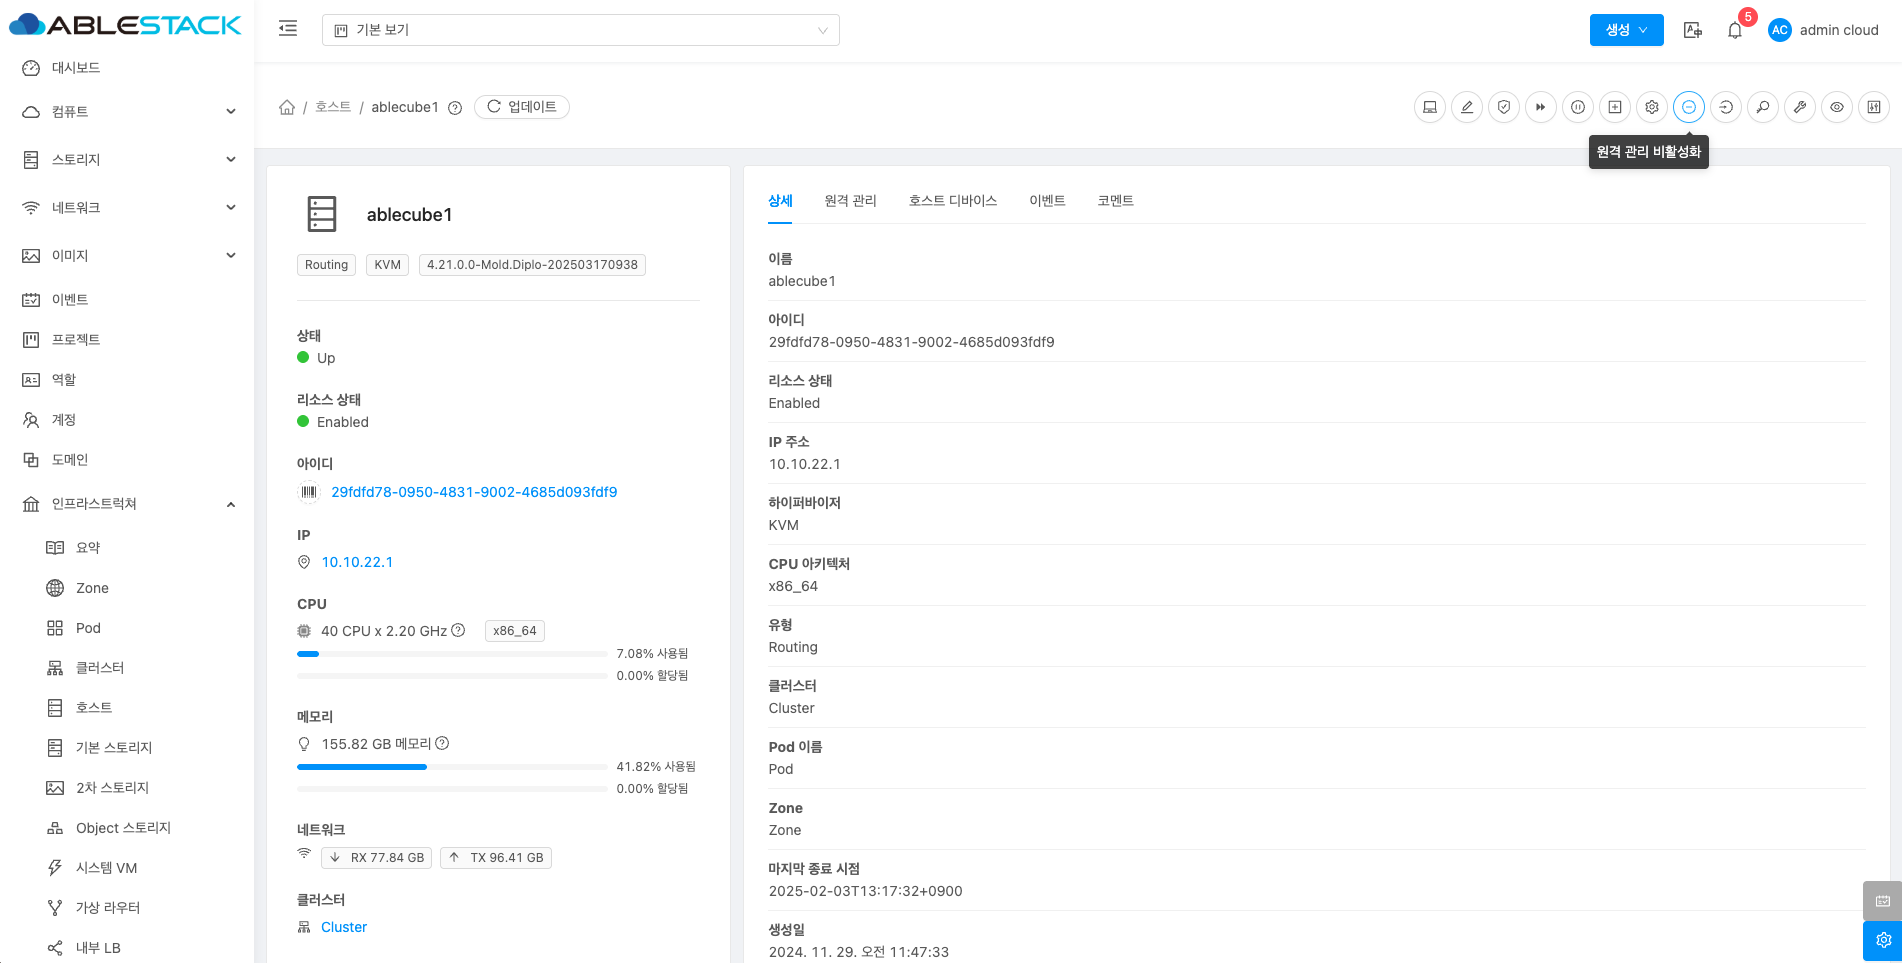 ABLESTACK
기본 보기
생성
5
AC
admin cloud
대시보드
컴퓨트
스토리지
네트워크
이미지
이벤트
프로젝트
역할
계정
도메인
인프라스트럭쳐
요약
Zone
Pod
클러스터
호스트
기본 스토리지
2차 스토리지
Object 스토리지
시스템 VM
가상 라우터
내부 LB
/ 호스트 / ablecube1
업데이트
원격 관리 비활성화
ablecube1
Routing
KVM
4.21.0.0-Mold.Diplo-202503170938
상태
Up
리소스 상태
Enabled
아이디
29fdfd78-0950-4831-9002-4685d093fdf9
IP
10.10.22.1
CPU
40 CPU x 2.20 GHz
x86_64
7.08% 사용됨
0.00% 할당됨
메모리
155.82 GB 메모리
41.82% 사용됨
0.00% 할당됨
네트워크
RX 77.84 GB
TX 96.41 GB
클러스터
Cluster
상세
원격 관리
호스트 디바이스
이벤트
코멘트
이름
ablecube1
아이디
29fdfd78-0950-4831-9002-4685d093fdf9
리소스 상태
Enabled
IP 주소
10.10.22.1
하이퍼바이저
KVM
CPU 아키텍처
x86_64
유형
Routing
클러스터
Cluster
Pod 이름
Pod
Zone
Zone
마지막 종료 시점
2025-02-03T13:17:32+0900
생성일
2024. 11. 29. 오전 11:47:33